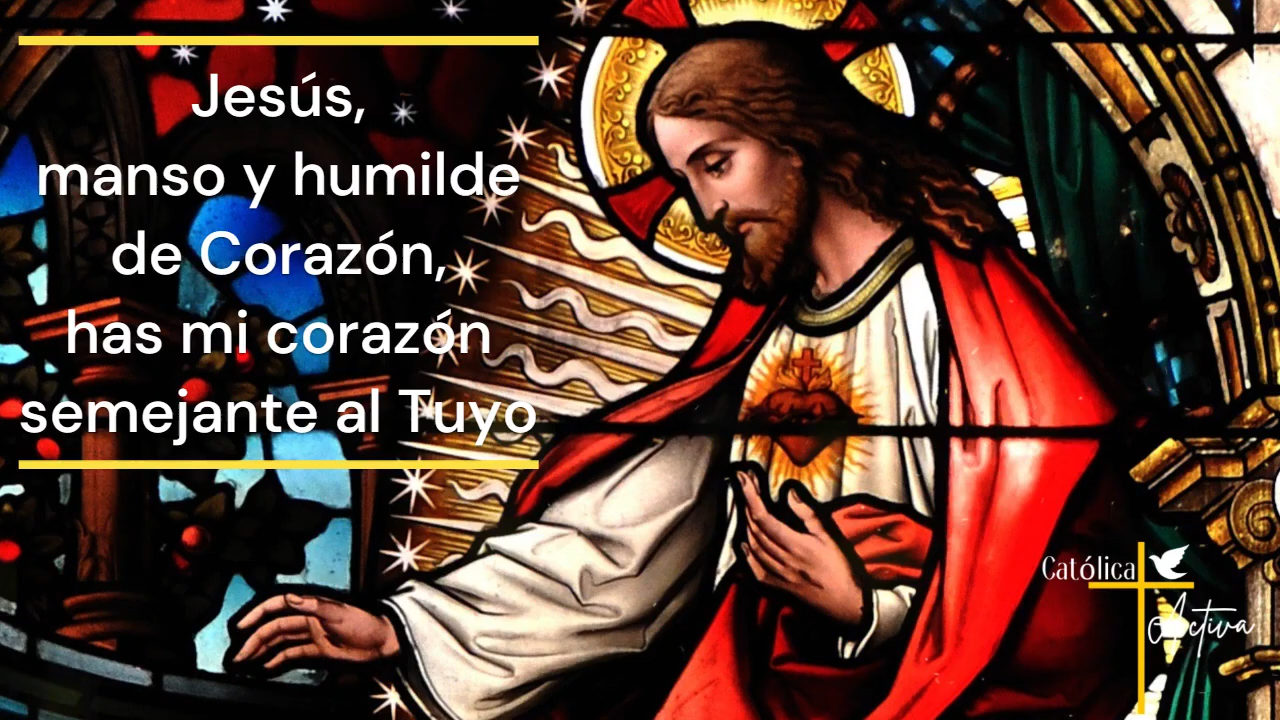 Jesús,
manso y humilde
de Corazón,
has mi corazón
semejante al Tuyo
Católica
Activa